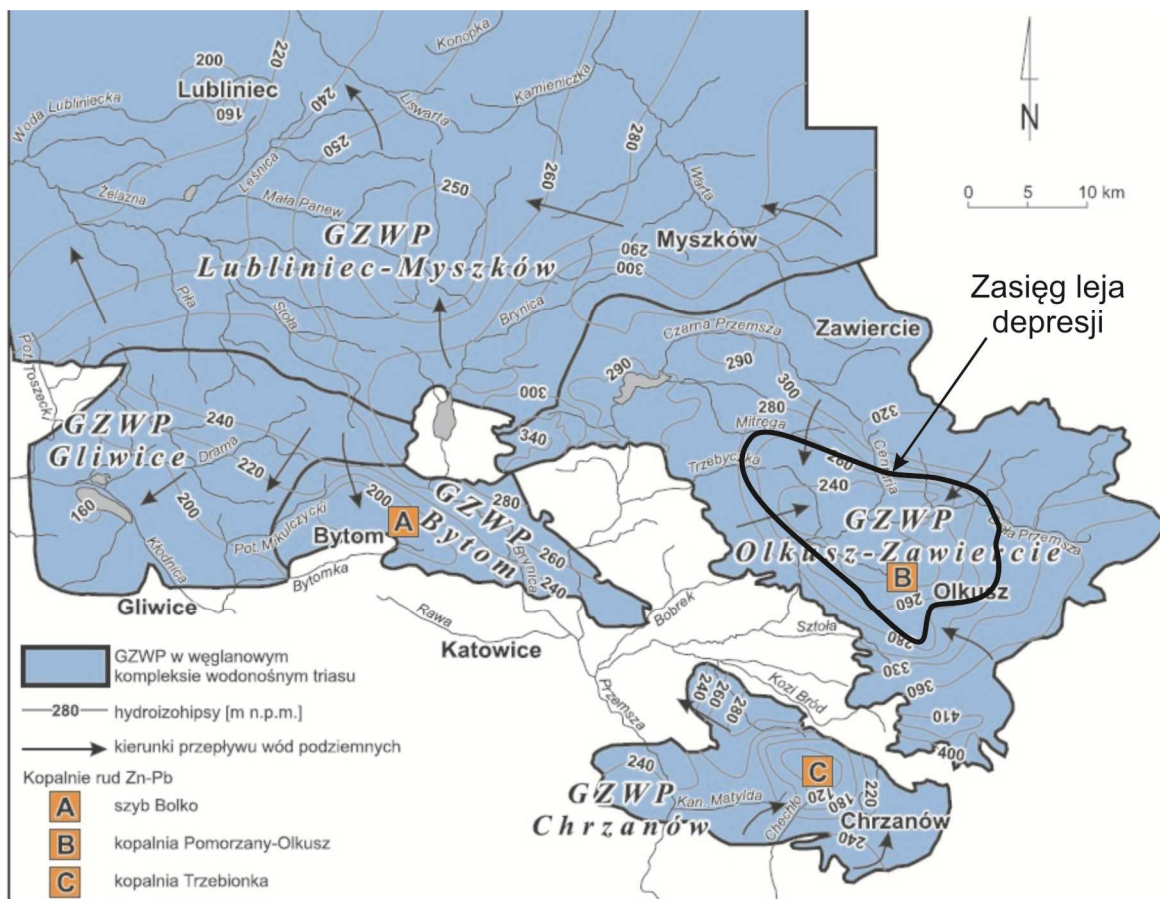 Konopka
220
200
Lubliniec
160
240
Woda Lubliniecka
Liswarta
Kamieniczka
N
0 5 10 km
250
280
260
Leśnica
Żelazna
Mała Panew
250
Warta
GZWP
Lubliniec-Myszków
Myszków
290
300
Piła
Stoła
Brynica
Zasięg leja
depresji
Czarna Przemsza
Zawiercie
290
290
300
Pot. Toszecki
300
280
320
Mitręga
340
GZWP
Gliwice
240
Drama
220
200
160
Kłodnica
Pot. Mikulczycki
Bytom
A
200
GZWP
Bytom
280
260
240
Brynica
Bytomka
Gliwice
Trzebyczka
260
240
Centuria
GZWP
Olkusz-Zawiercie
Biała Przemsza
B
Olkusz
260
280
330
360
410
400
Rawa
Katowice
Bobrek
Sztoła
Kozi Bród
Przemsza
240
260
280
240
GZWP
Chrzanów
Kan. Matylda
Chechło
C
120
180
220
Chrzanów
240
GZWP w węglanowym
kompleksie wodonośnym triasu
280 hydroizohipsy [m n.p.m.]
kierunki przepływu wód podziemnych
Kopalnie rud Zn-Pb
A szyb Bolko
B kopalnia Pomorzany-Olkusz
C kopalnia Trzebionka